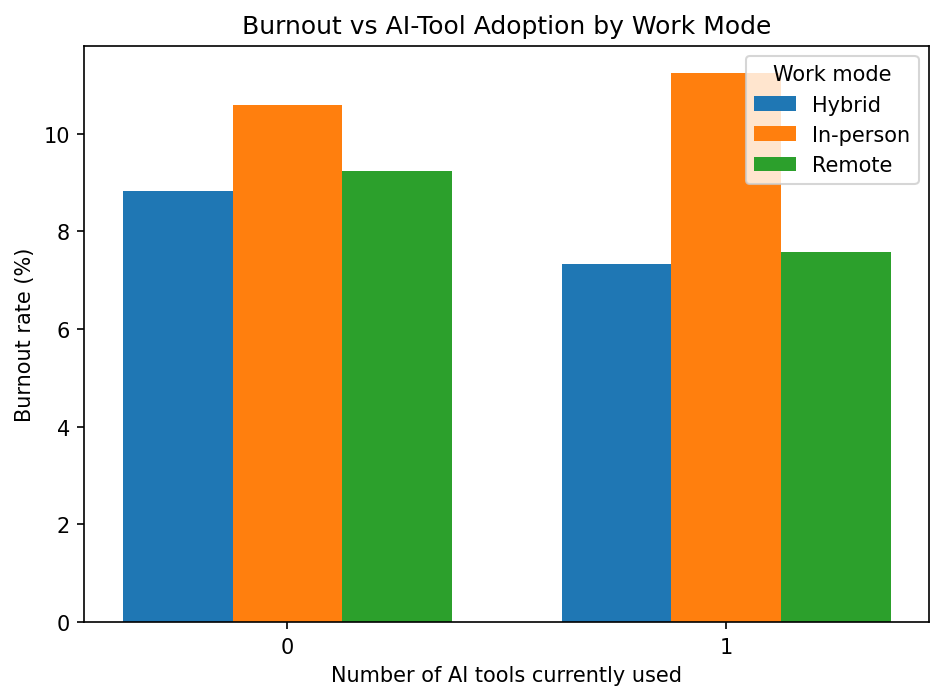 Burnout vs AI-Tool Adoption by Work Mode
Work mode
Hybrid
In-person
Remote
Burnout rate (%)
10
8
6
4
2
0
0 1
Number of AI tools currently used